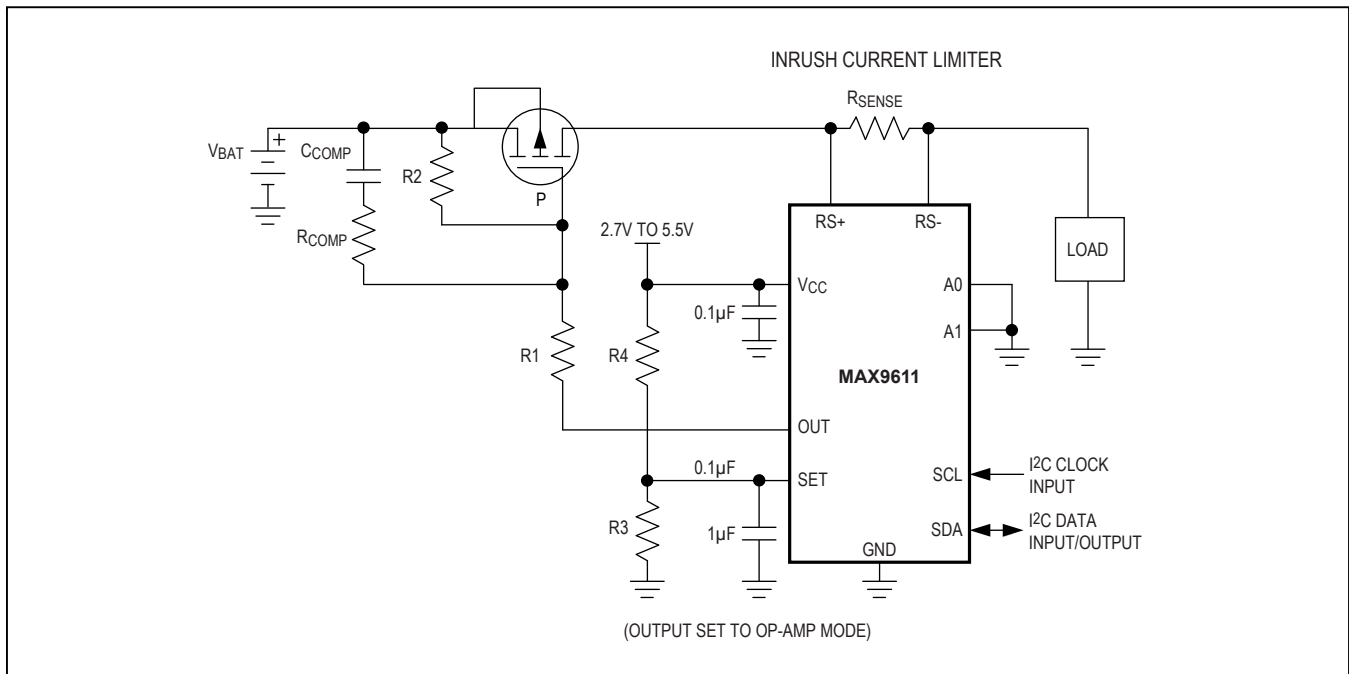 INRUSH CURRENT LIMITER
RSENSE
VBAT
+
CCOMP
R2
P
RCOMP
2.7V TO 5.5V
RS+
RS-
LOAD
VCC
A0
0.1µF
A1
R1
R4
MAX9611
OUT
0.1µF
SET
SCL
I2C CLOCK
INPUT
R3
1µF
SDA
I2C DATA
INPUT/OUTPUT
GND
(OUTPUT SET TO OP-AMP MODE)